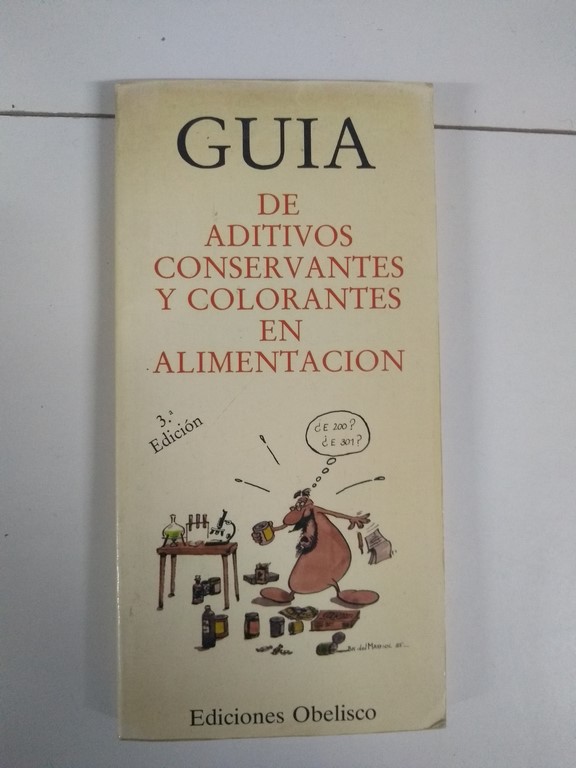 GUIA
DE
ADITIVOS
CONSERVANTES
Y COLORANTES
EN
ALIMENTACION
3.ª
Edición
¿E 200?
¿E 301?
Ediciones Obelisco